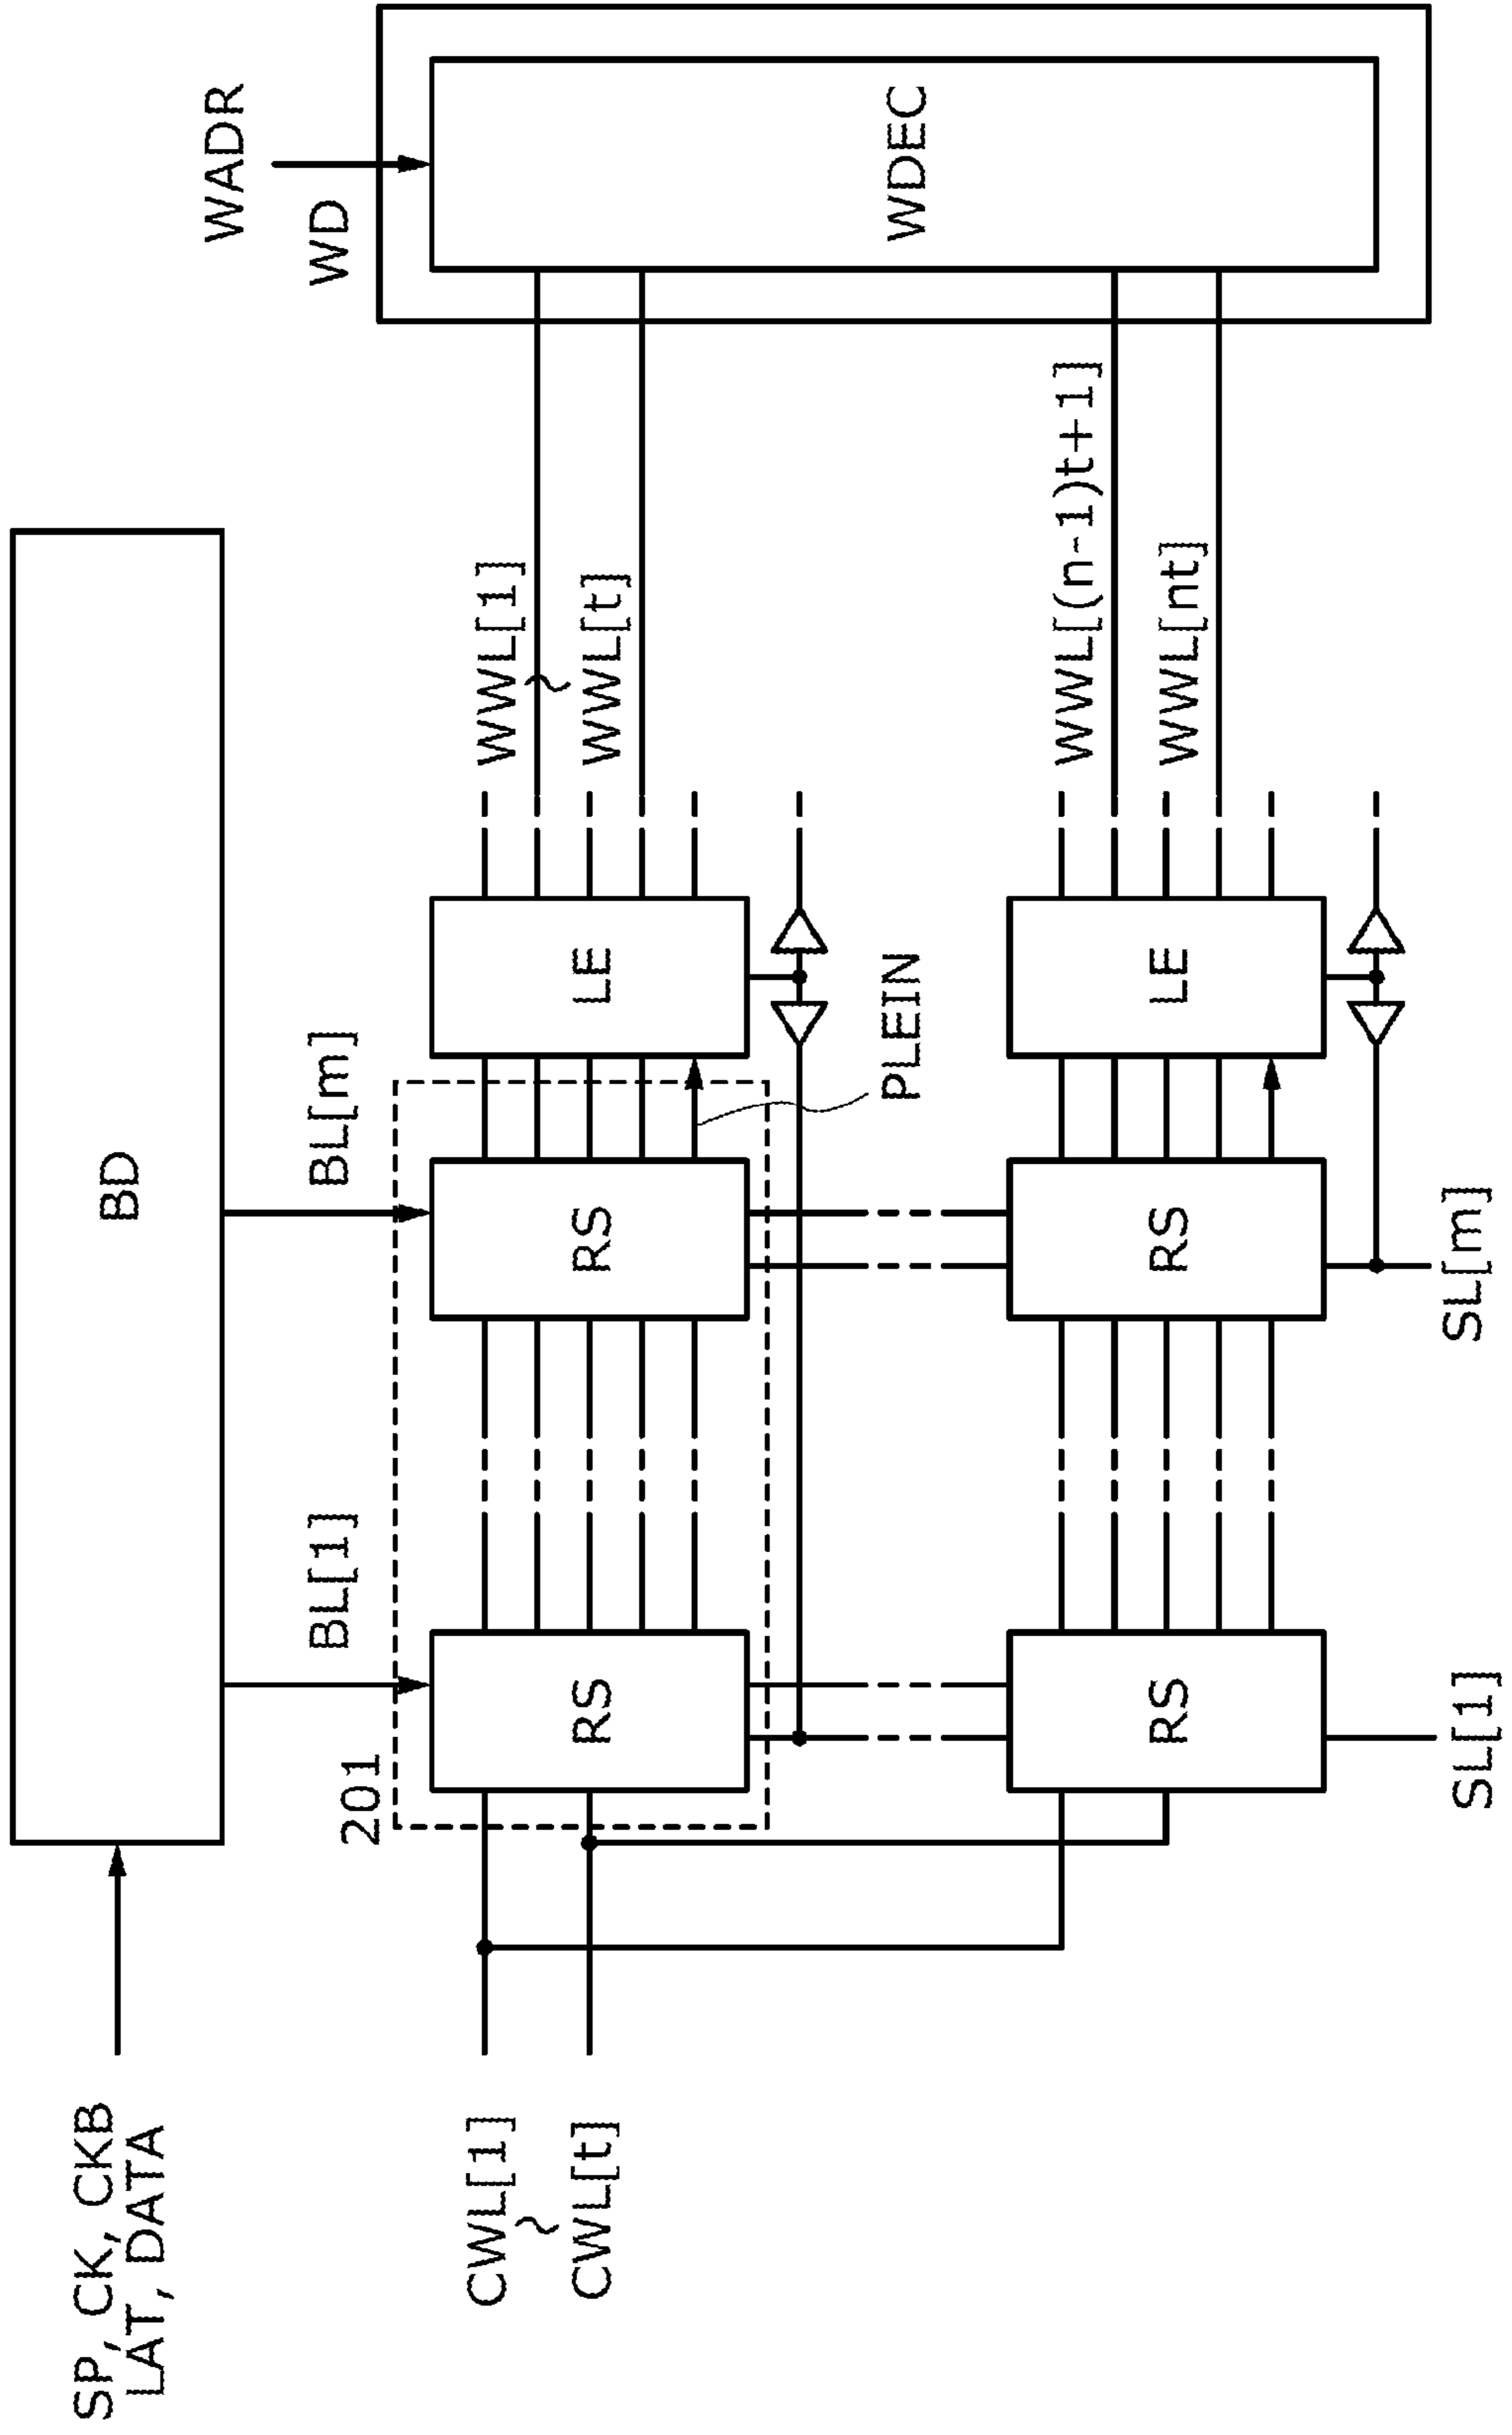 SP, CK, CKB,
LAT, DATA
BD
WADR
WD
WDEC
201
BL[1]
BL[m]
CWL[1]
~
CWL[t]
RS
RS
LE
WWL[1]
~
WWL[t]
PLEIN
RS
RS
LE
WWL[(n-1)t+1]
WWL[nt]
SL[1]
SL[m]